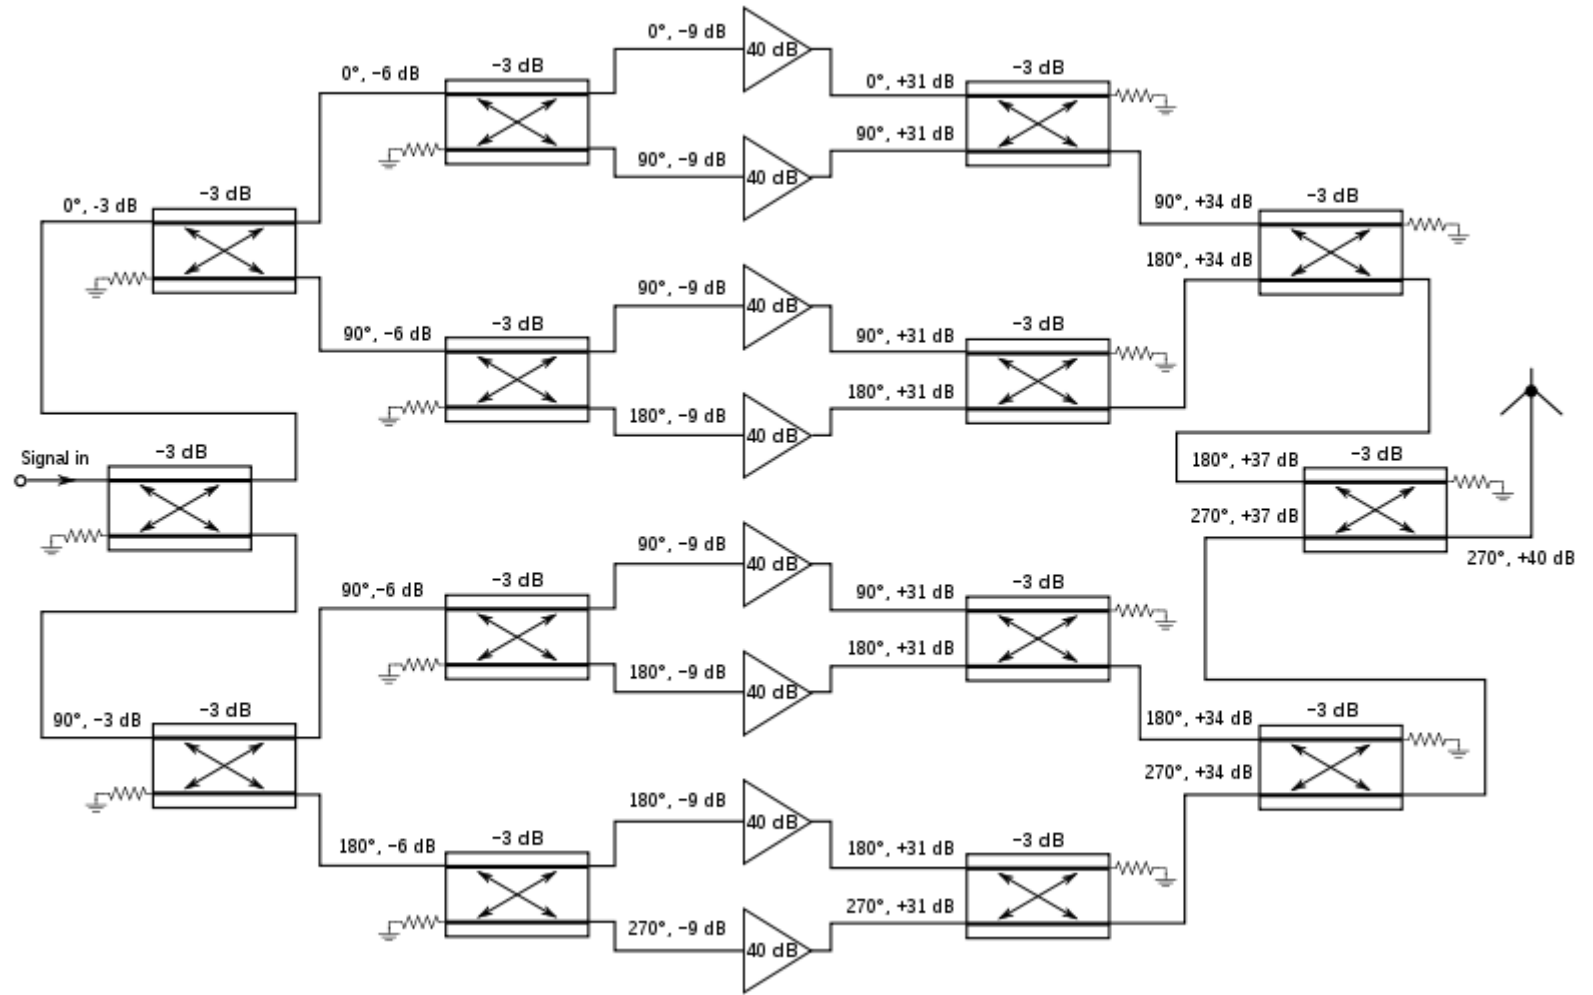 0°, −9 dB
40 dB
−3 dB
−3 dB
0°, −6 dB
0°, +31 dB
90°, +31 dB
90°, −9 dB
40 dB
−3 dB
0°, -3 dB
−3 dB
90°, +34 dB
180°, +34 dB
90°, −9 dB
40 dB
90°, −6 dB
−3 dB
90°, +31 dB
−3 dB
180°, +31 dB
180°, −9 dB
40 dB
Signal in
−3 dB
180°, +37 dB
−3 dB
270°, +37 dB
270°, +40 dB
90°, −9 dB
40 dB
90°,−6 dB
−3 dB
90°, +31 dB
−3 dB
180°, +31 dB
180°, −9 dB
40 dB
90°, −3 dB
−3 dB
180°, +34 dB
−3 dB
270°, +34 dB
180°, −9 dB
40 dB
180°, −6 dB
−3 dB
180°, +31 dB
−3 dB
270°, +31 dB
270°, −9 dB
40 dB